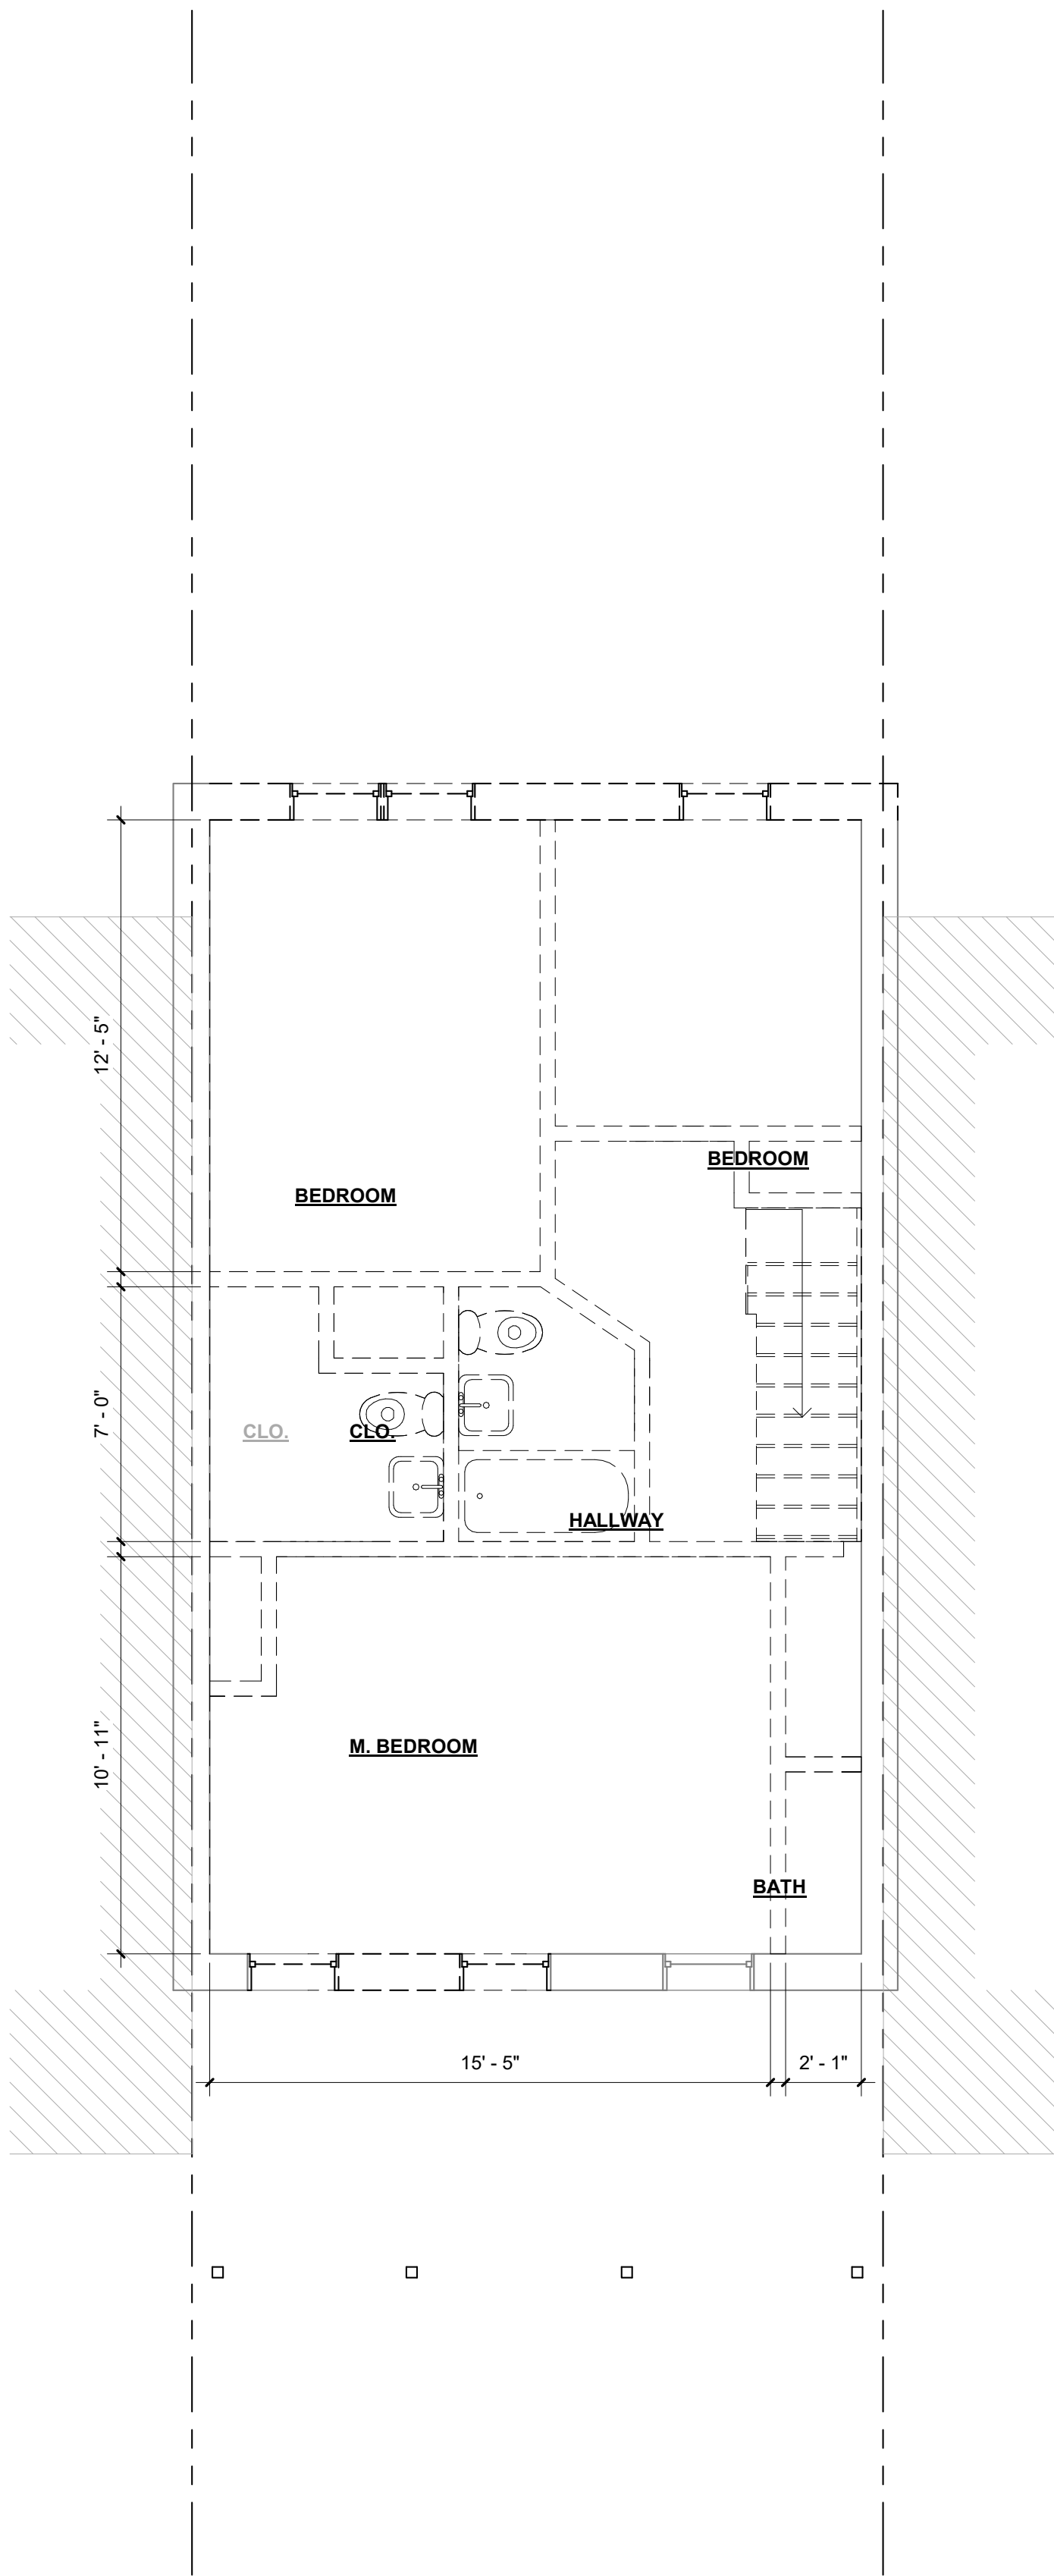 12' - 5"
BEDROOM
BEDROOM
7' - 0"
CLO.
CLO.
HALLWAY
10' - 11"
M. BEDROOM
BATH
15' - 5"
2' - 1"